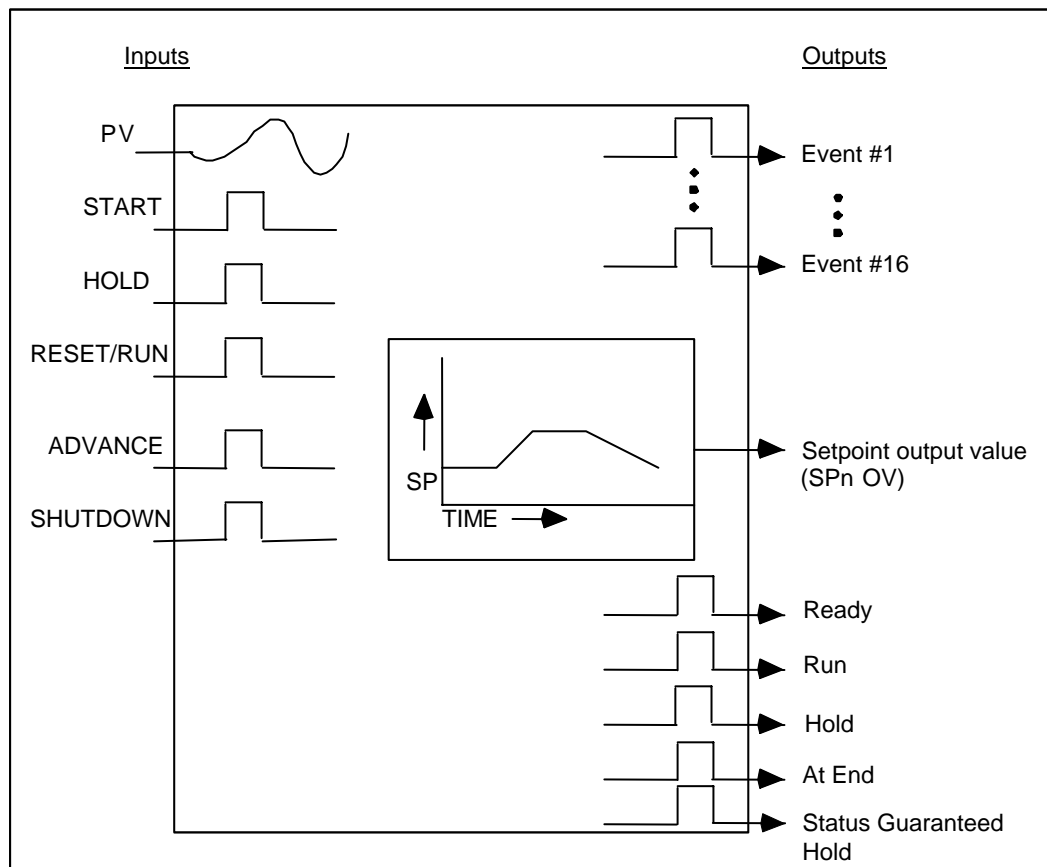 Inputs
Outputs
PV
START
HOLD
RESET/RUN
ADVANCE
SHUTDOWN
SP
TIME
Event #1
Event #16
Setpoint output value
(SPn OV)
Ready
Run
Hold
At End
Status Guaranteed
Hold